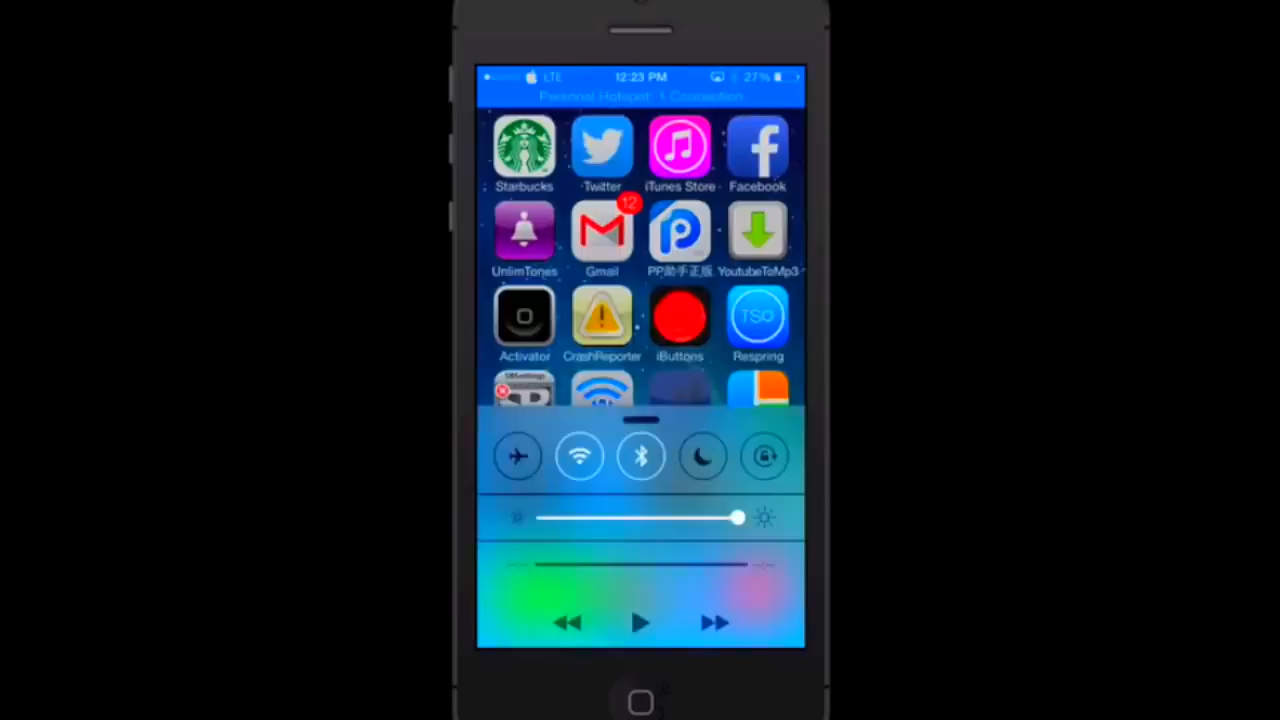 LTE 12:23 PM 27%
Personal Hotspot: 1 Connection
Starbucks Twitter iTunes Store Facebook
12
UnlimTones Gmail PP助手正版 YoutubeToMp3
TSO
Activator CrashReporter iButtons Respring
SBSettings